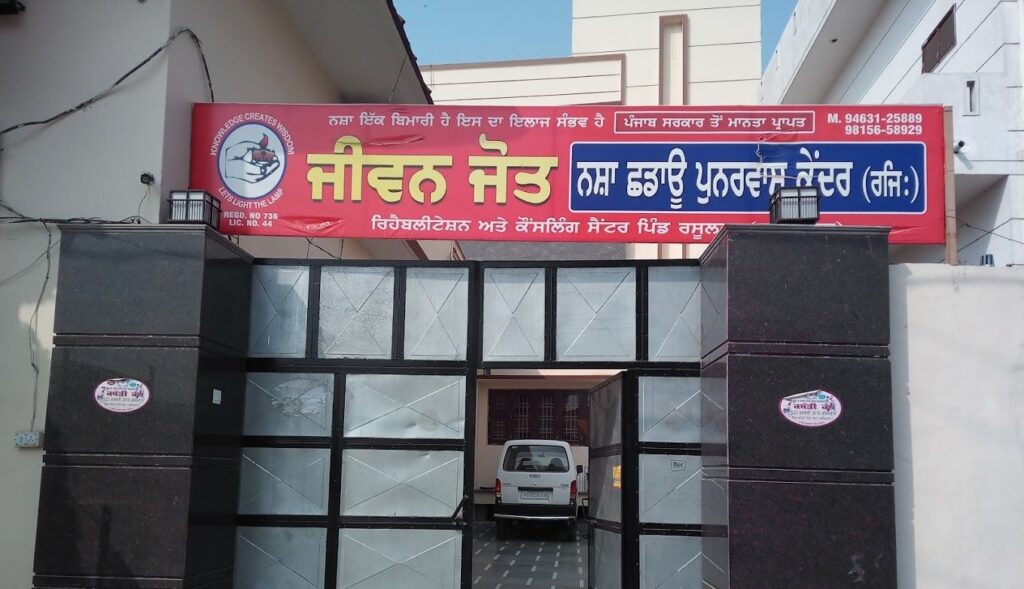 ਨਸ਼ਾ ਇੱਕ ਬਿਮਾਰੀ ਹੈ ਇਸ ਦਾ ਇਲਾਜ ਸੰਭਵ ਹੈ
ਪੰਜਾਬ ਸਰਕਾਰ ਤੋਂ ਮਾਨਤਾ ਪ੍ਰਾਪਤ
M. 94631-25889
98156-58929
KNOWLEDGE CREATES WISDOM
LETS LIGHT THE LAMP
REGD. NO 736
LIC. NO. 44
ਜੀਵਨ ਜੋਤ
ਨਸ਼ਾ ਛਡਾਊ ਪੁਨਰਵਾਸ ਕੇਂਦਰ (ਰਜਿ:)
ਰਿਹੈਬਲੀਟੇਸ਼ਨ ਅਤੇ ਕੌਂਸਲਿੰਗ ਸੈਂਟਰ ਪਿੰਡ